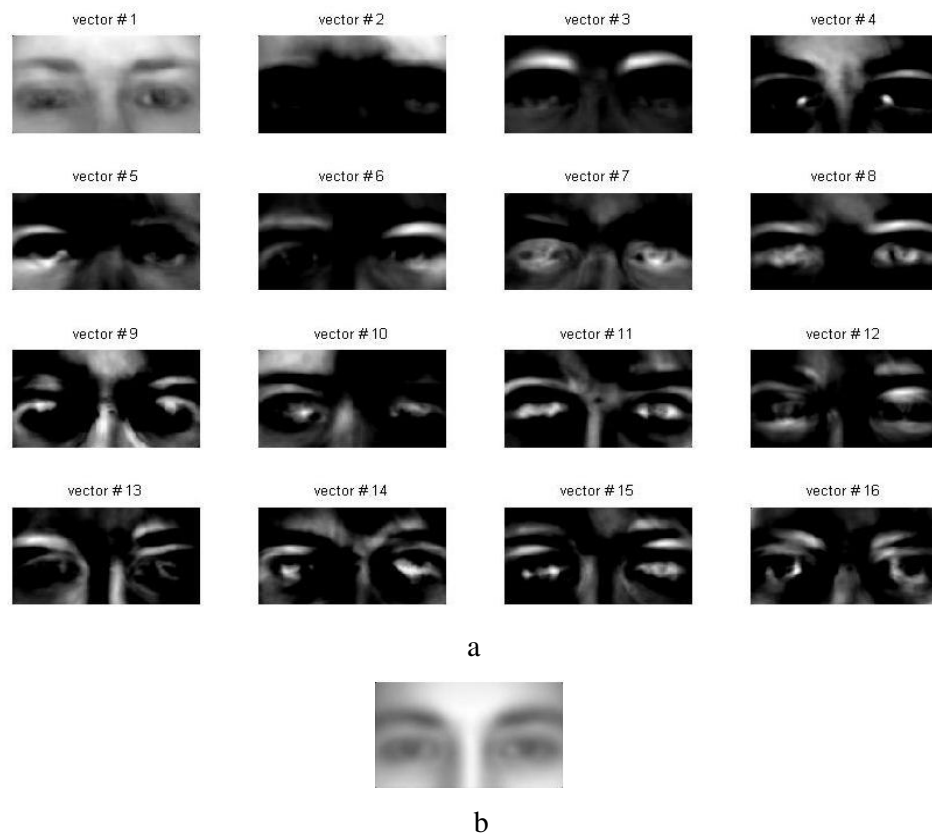 vector #1 vector #2 vector #3 vector #4
vector #5 vector #6 vector #7 vector #8
vector #9 vector #10 vector #11 vector #12
vector #13 vector #14 vector #15 vector #16
a
b